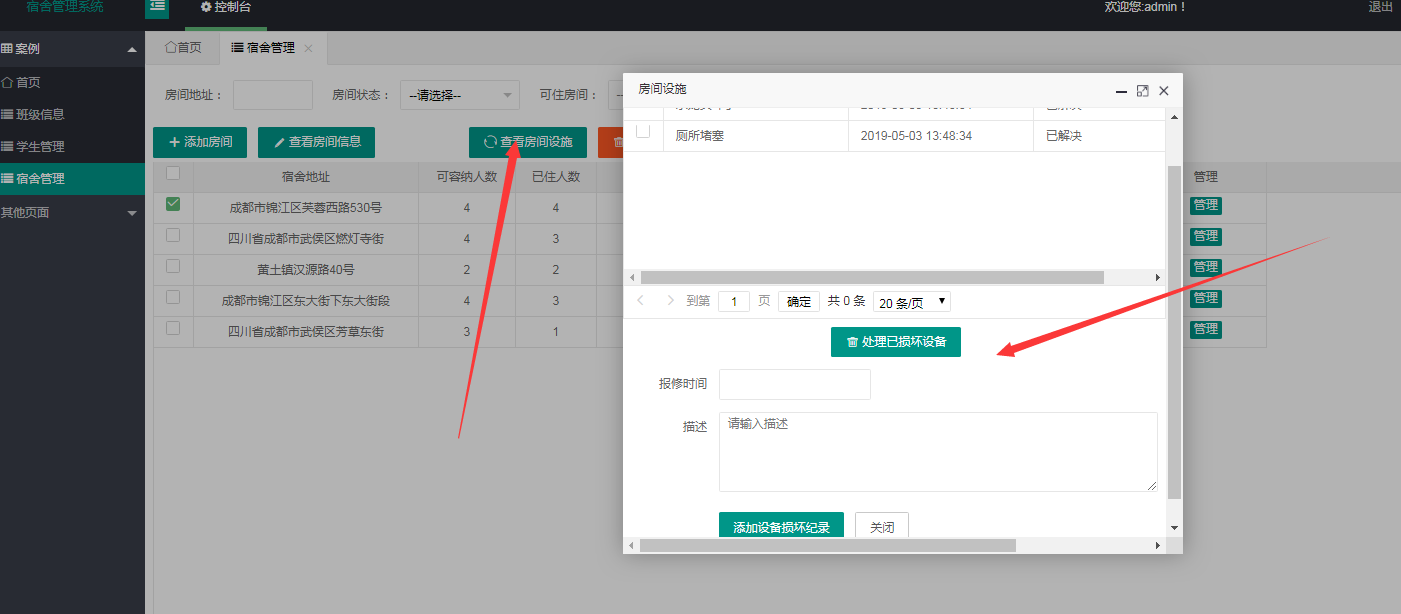 宿舍管理系统
控制台
欢迎您:admin！
退出
案例
首页
班级信息
学生管理
宿舍管理
其他页面
首页
宿舍管理
房间地址：
房间状态：
--请选择--
可住房间：
--
添加房间
查看房间信息
查看房间设施
宿舍地址 可容纳人数 已住人数 管理
成都市锦江区芙蓉西路530号 4 4 管理
四川省成都市武侯区燃灯寺街 4 3 管理
黄土镇汉源路40号 2 2 管理
成都市锦江区东大街下东大街段 4 3 管理
四川省成都市武侯区芳草东街 3 1 管理
房间设施
厕所堵塞 2019-05-03 13:48:34 已解决
到第 1 页 确定 共 0 条 20 条/页
处理已损坏设备
报修时间
描述
请输入描述
添加设备损坏纪录
关闭